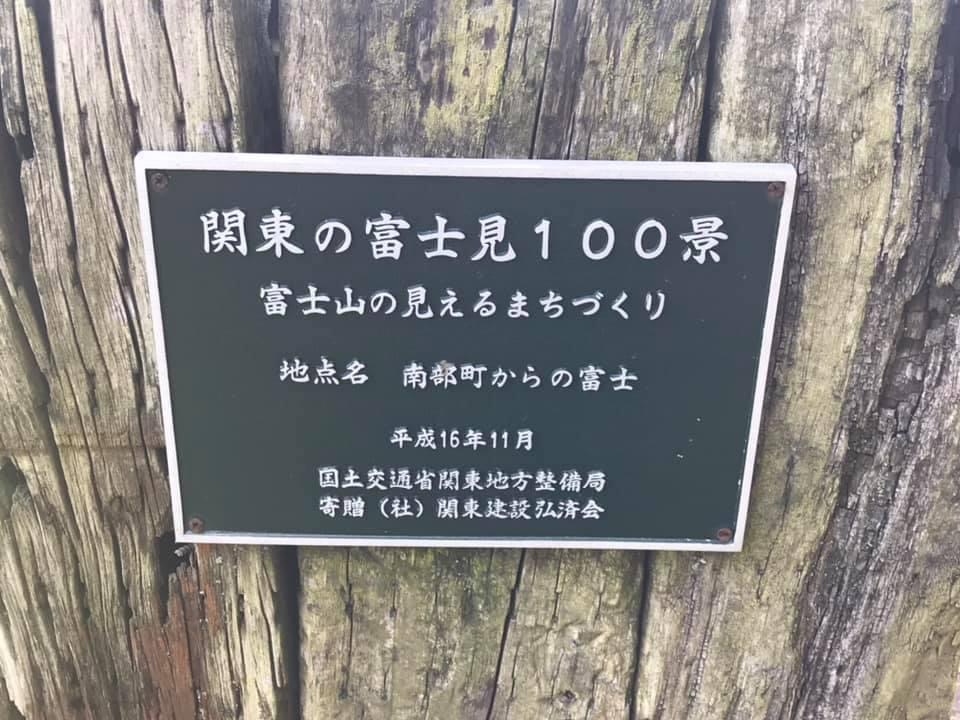 関東の富士見１００景
富士山の見えるまちづくり
地点名　南部町からの富士
平成16年11月
国土交通省関東地方整備局
寄贈（社）関東建設弘済会